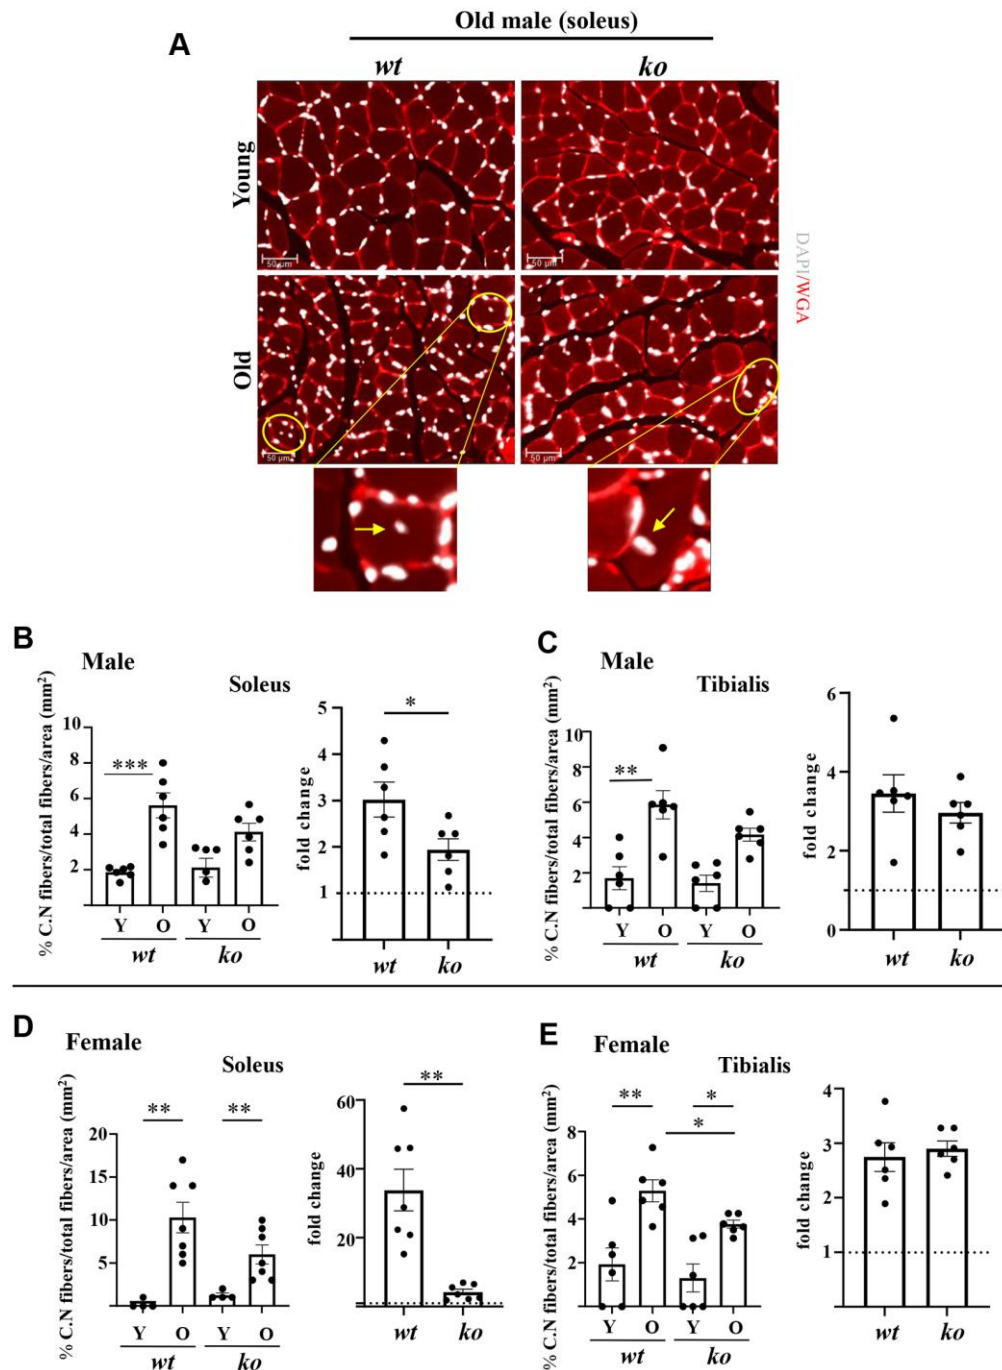 Old male (soleus)
A
wt ko
Young
50 µm
50 µm
DAPI/WGA
Old
50 µm
50 µm
B
Male
Soleus
% C.N fibers/total fibers/area (mm²)
10
8
6
4
2
***
Y O Y O
wt ko
fold change
5
4
3
2
1
0
*
wt ko
C
Male
Tibialis
% C.N fibers/total fibers/area (mm²)
10
8
6
4
2
0
**
Y O Y O
wt ko
fold change
6
4
2
0
wt ko
D
Female
Soleus
% C.N fibers/total fibers/area (mm²)
20
15
10
5
** **
Y O Y O
wt ko
fold change
60
40
20
**
wt ko
E
Female
Tibialis
% C.N fibers/total fibers/area (mm²)
8
6
4
2
0
** *
*
Y O Y O
wt ko
fold change
4
3
2
1
0
wt ko